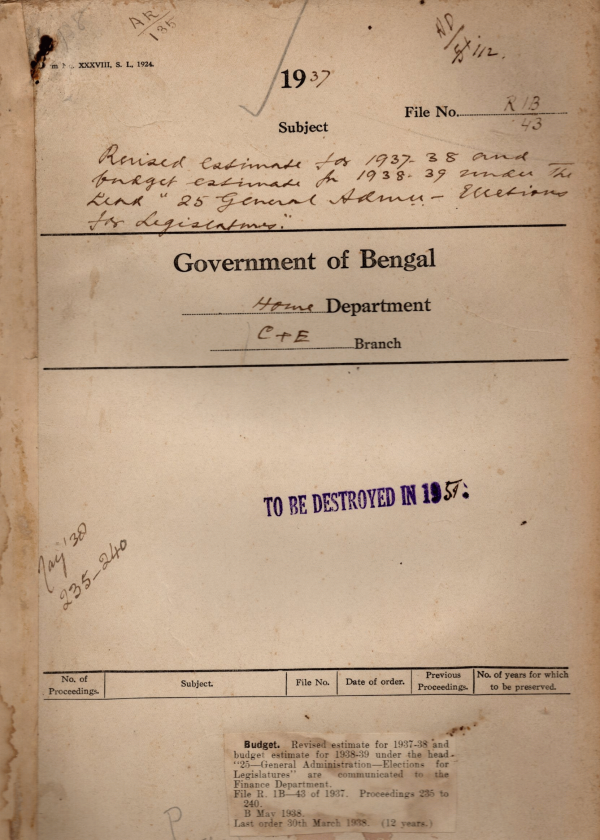 AR 1
185
XXXVIII, S. L, 1924.
1937
File No. R 1B
43
Subject
Revised estimate for 1937-38 and
budget estimate for 1938-39 under the
head "25 General Admn - Elections
for Legislatures".
Government of Bengal
Home Department
C & E Branch
TO BE DESTROYED IN 1951.
May '38
235-240
No. of Proceedings. Subject. File No. Date of order. Previous Proceedings. No. of years for which to be preserved.
Budget. Revised estimate for 1937-38 and
budget estimate for 1938-39 under the head
"25—General Administration—Elections for
Legislatures" are communicated to the
Finance Department.
File R. 1B—43 of 1937. Proceedings 235 to
240.
B May 1938.
Last order 30th March 1938. (12 years.)